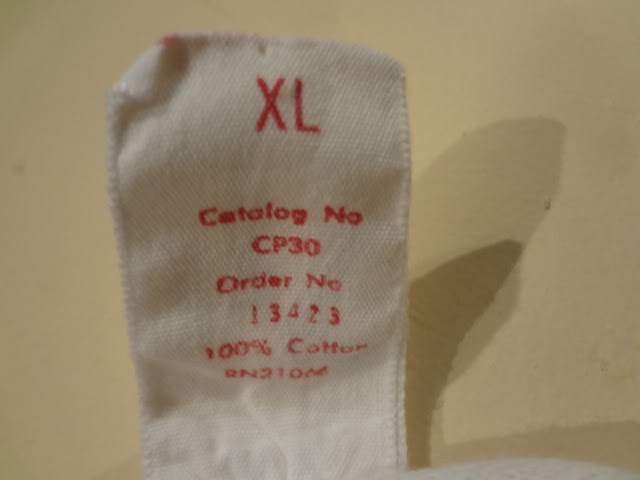 XL
Catalog No
CP30
Order No
13423
100% Cotton